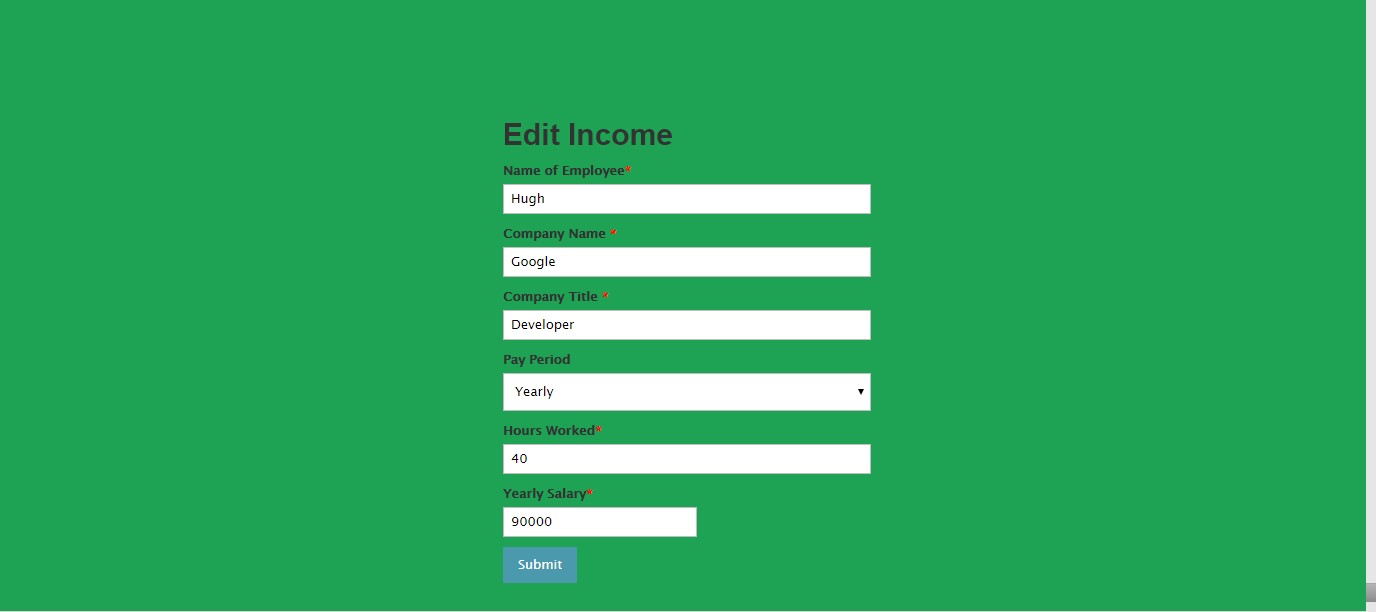 Edit Income
Name of Employee*
Hugh
Company Name *
Google
Company Title *
Developer
Pay Period
Yearly
Hours Worked*
40
Yearly Salary*
90000
Submit